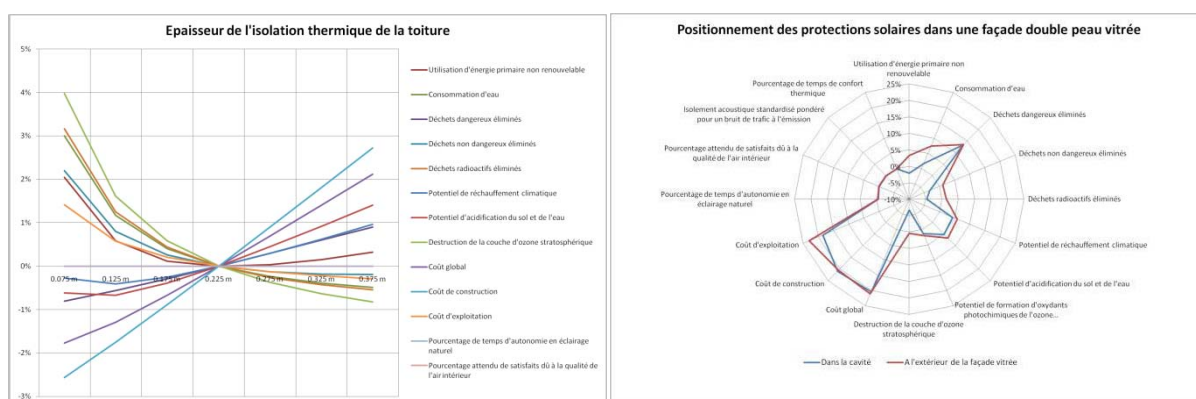 Epaisseur de l'isolation thermique de la toiture
5%
4%
3%
2%
1%
0%
-1%
-2%
-3%
0.075 m
0.125 m
0.175 m
0.225 m
0.275 m
0.325 m
0.375 m
Utilisation d'énergie primaire non renouvelable
Consommation d'eau
Déchets dangereux éliminés
Déchets non dangereux éliminés
Déchets radioactifs éliminés
Potentiel de réchauffement climatique
Potentiel d'acidification du sol et de l'eau
Destruction de la couche d'ozone stratosphérique
Coût global
Coût de construction
Coût d'exploitation
Pourcentage de temps d'autonomie en éclairage
naturel
Pourcentage attendu de satisfaits dû à la qualité de
l'air intérieur
Positionnement des protections solaires dans une façade double peau vitrée
Utilisation d'énergie primaire non
renouvelable
Consommation d'eau
Déchets dangereux éliminés
Déchets non dangereux éliminés
Déchets radioactifs éliminés
Potentiel de réchauffement climatique
Potentiel d'acidification du sol et de l'eau
Potentiel de formation d'oxydants
photochimiques de l'ozone...
Destruction de la couche d'ozone
stratosphérique
Coût global
Coût de construction
Coût d'exploitation
Pourcentage de temps d'autonomie en
éclairage naturel
Pourcentage attendu de satisfaits dû à la
qualité de l'air intérieur
Isolement acoustique standardisé pondéré
pour un bruit de trafic à l'émission
Pourcentage de temps de confort
thermique
25%
20%
15%
10%
5%
0%
-5%
-10%
Dans la cavité
A l'extérieur de la façade vitrée